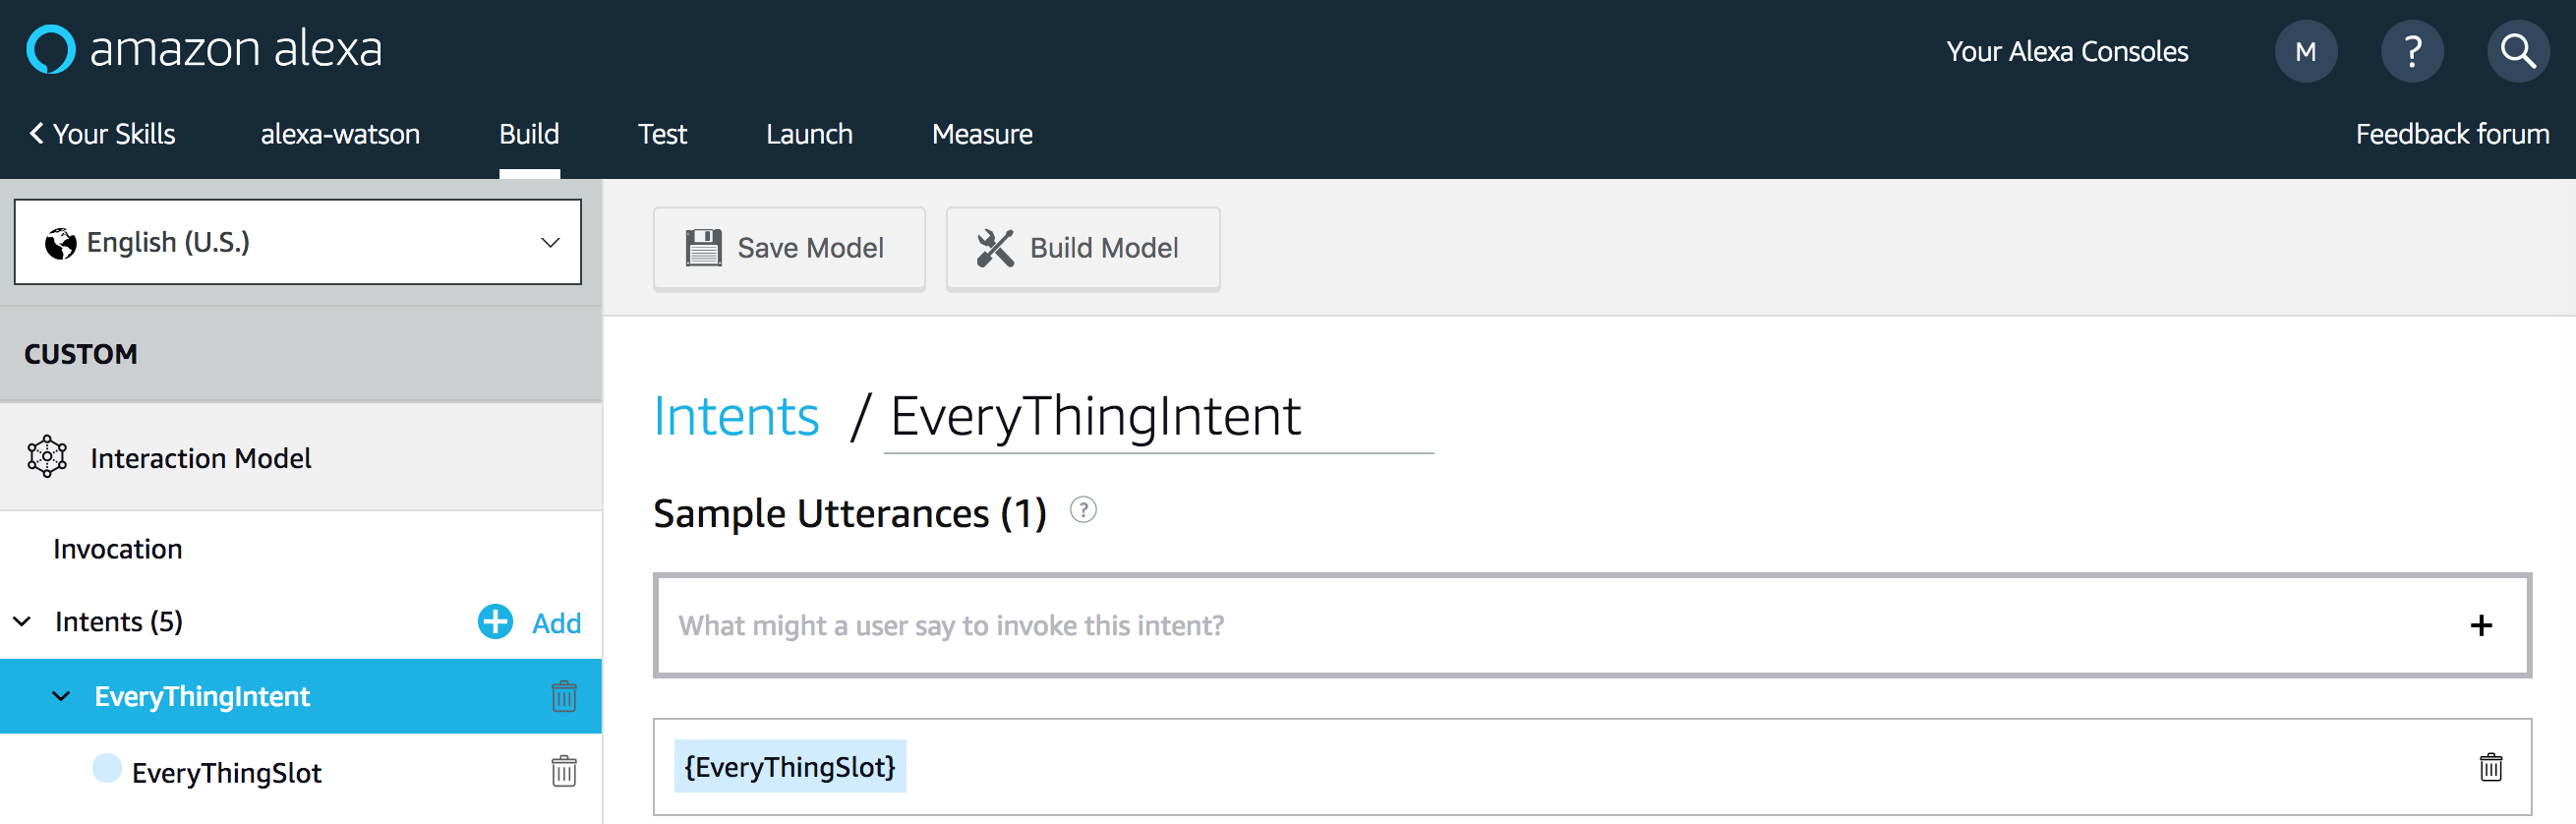 amazon alexa
Your Alexa Consoles
M
?
Your Skills
alexa-watson
Build
Test
Launch
Measure
Feedback forum
English (U.S.)
Save Model
Build Model
CUSTOM
Interaction Model
Invocation
Intents (5)
Add
EveryThingIntent
EveryThingSlot
Intents / EveryThingIntent
Sample Utterances (1) ?
What might a user say to invoke this intent? +
{EveryThingSlot}